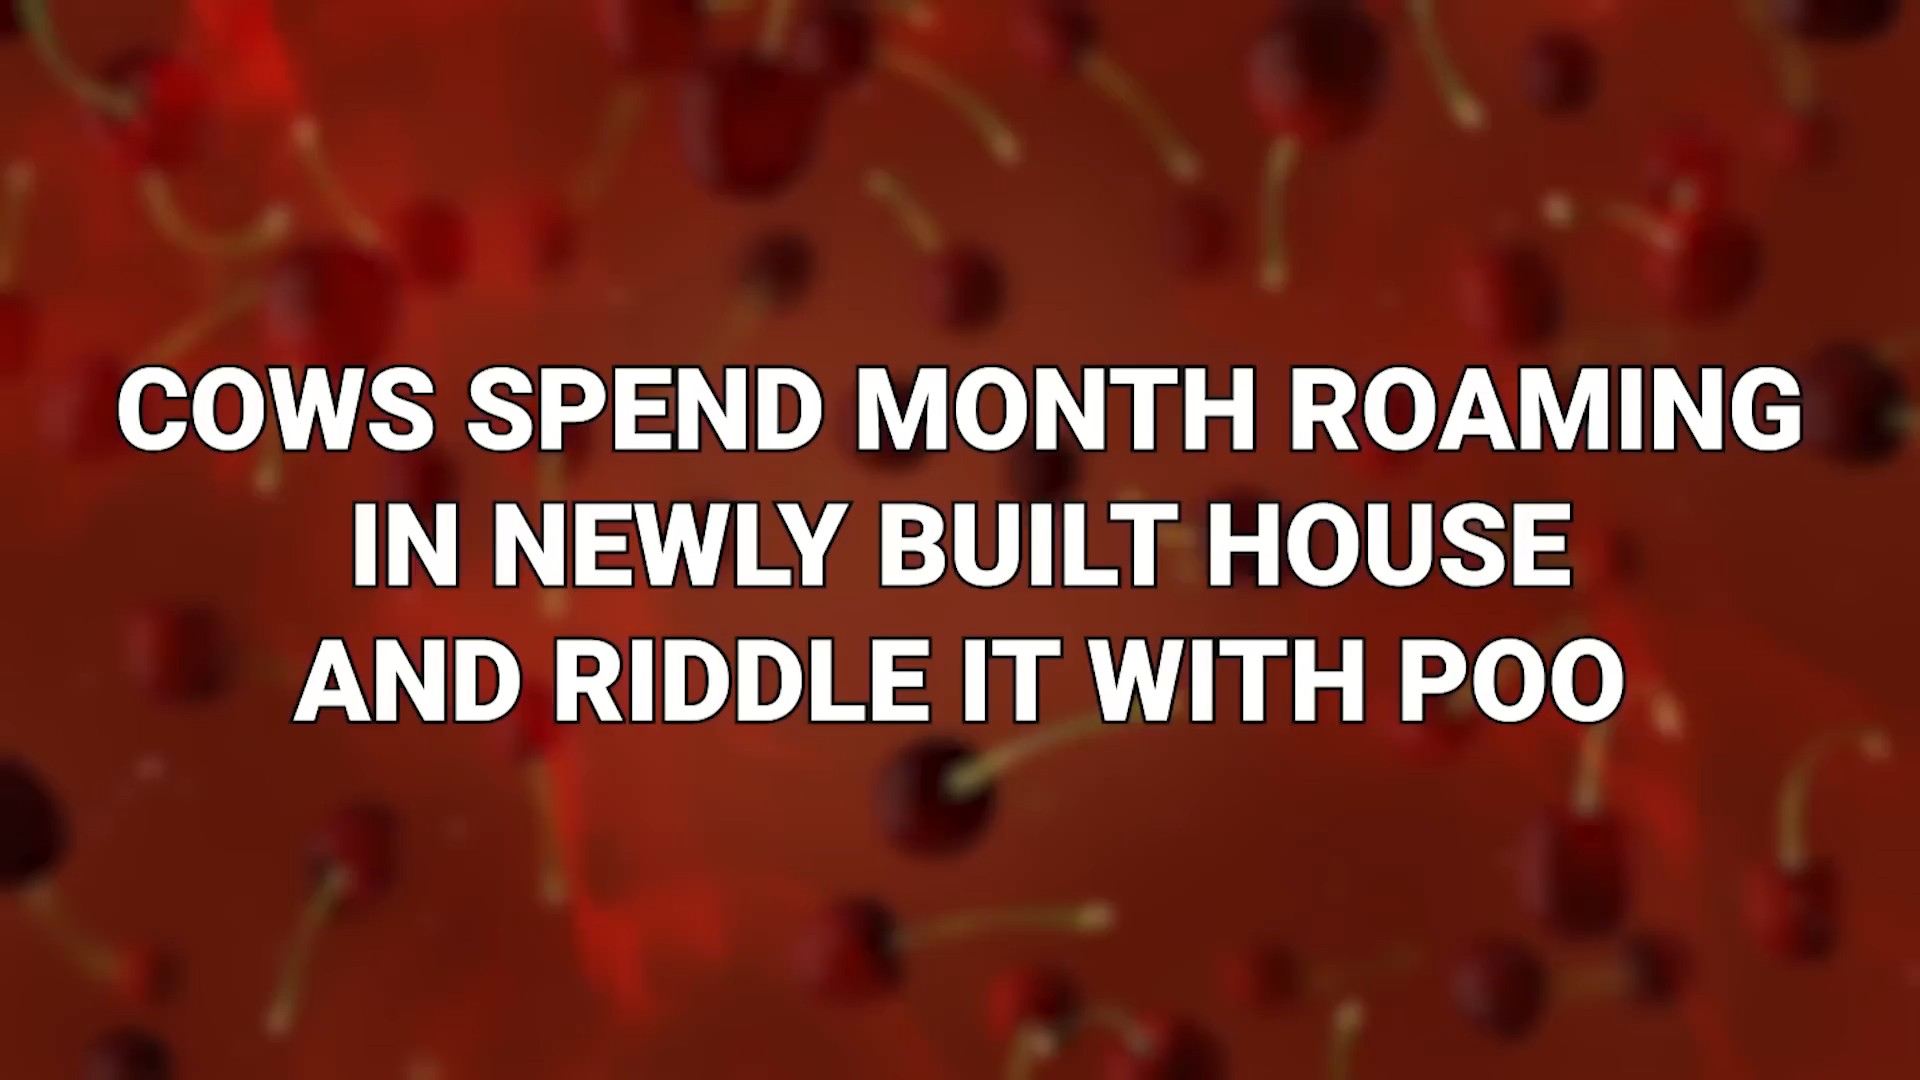 COWS SPEND MONTH ROAMING
IN NEWLY BUILT HOUSE
AND RIDDLE IT WITH POO